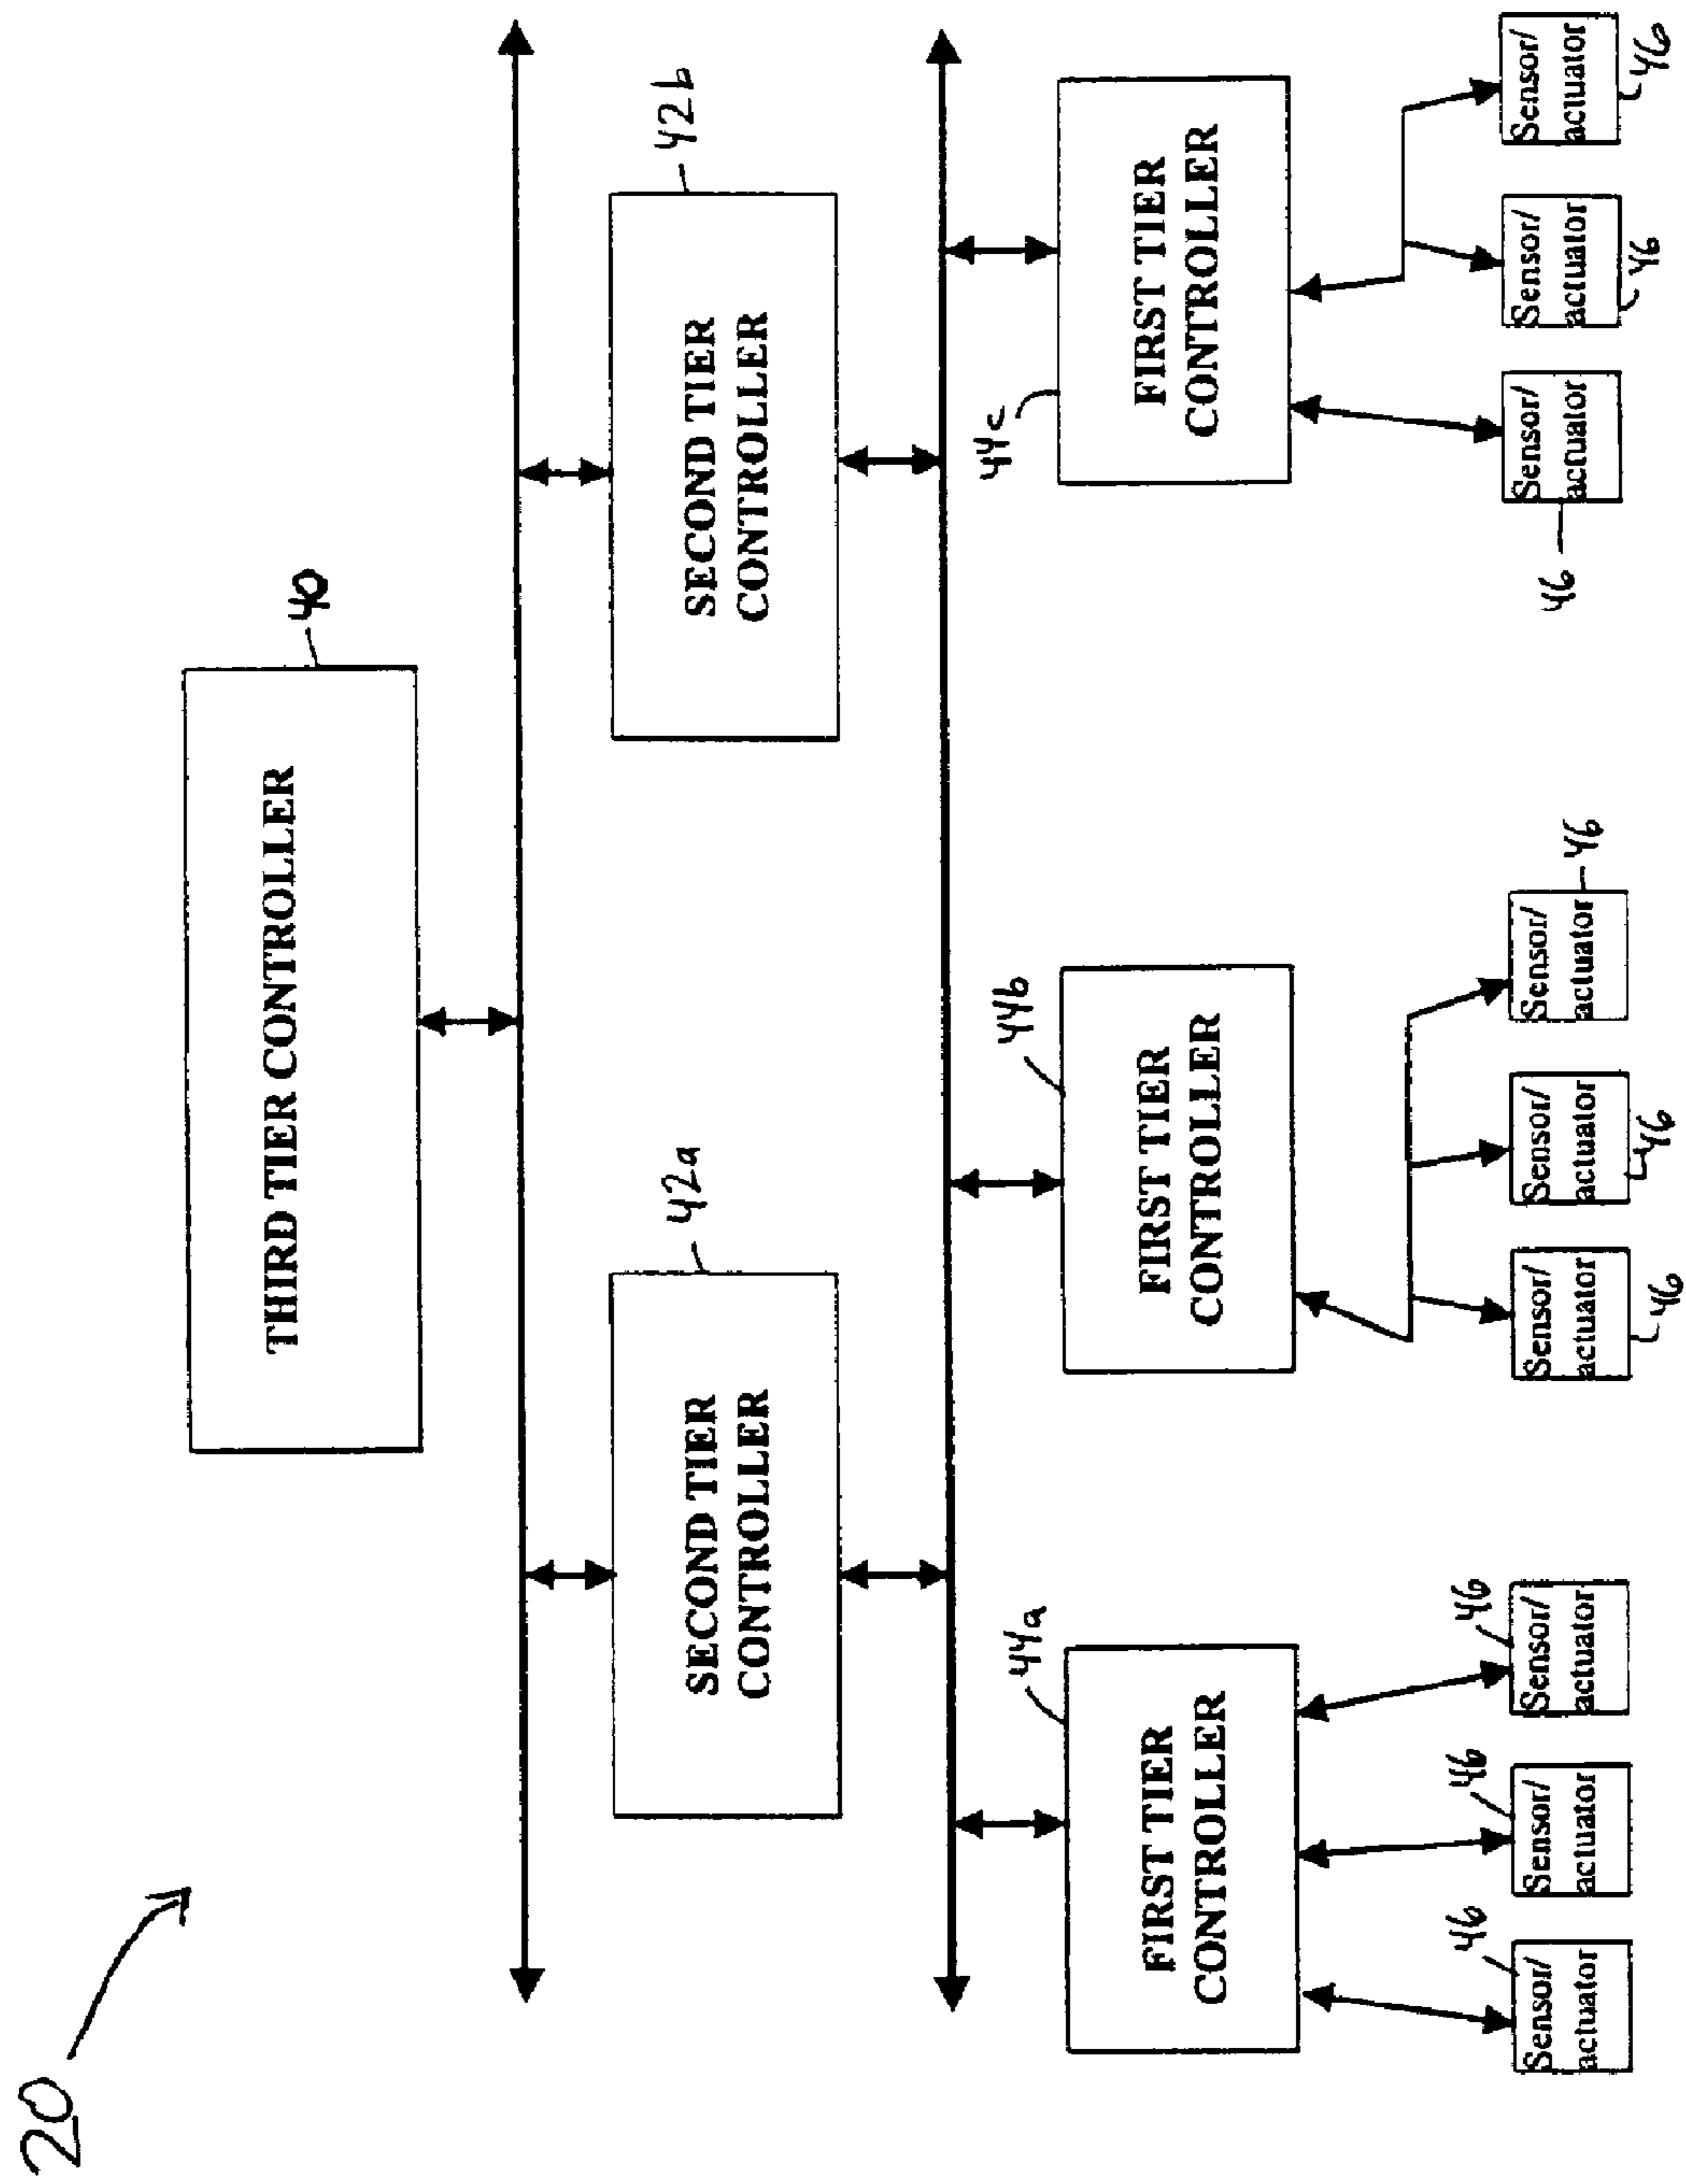 20
THIRD TIER CONTROLLER
40
SECOND TIER
CONTROLLER
42a
SECOND TIER
CONTROLLER
42b
FIRST TIER
CONTROLLER
44a
FIRST TIER
CONTROLLER
44b
FIRST TIER
CONTROLLER
44c
Sensor/
actuator
46
Sensor/
actuator
46
Sensor/
actuator
46
Sensor/
actuator
46
Sensor/
actuator
46
Sensor/
actuator
46
Sensor/
actuator
46
Sensor/
actuator
46
Sensor/
actuator
46